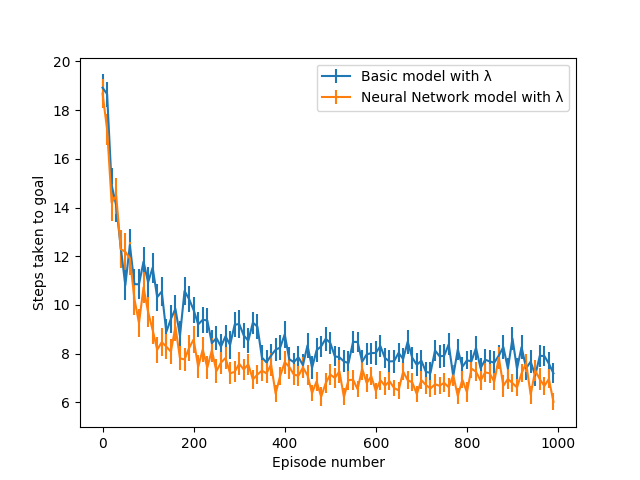 Basic model with λ
Neural Network model with λ
20
18
16
14
12
10
8
6
Steps taken to goal
0 200 400 600 800 1000
Episode number